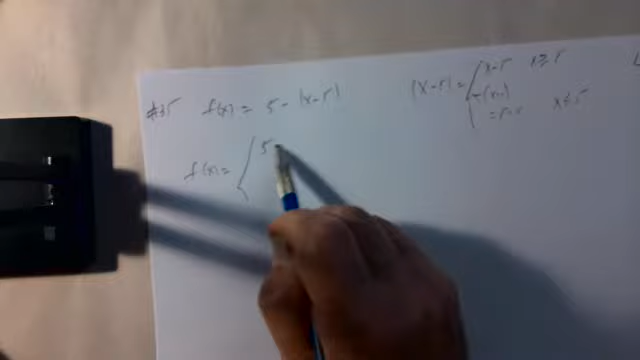 #35 f(x) = 5 - |x-5|
|x-5| = { x-5 x ≥ 5
-(x-5)
= 5-x x ≤ 5
f(x) = { 5